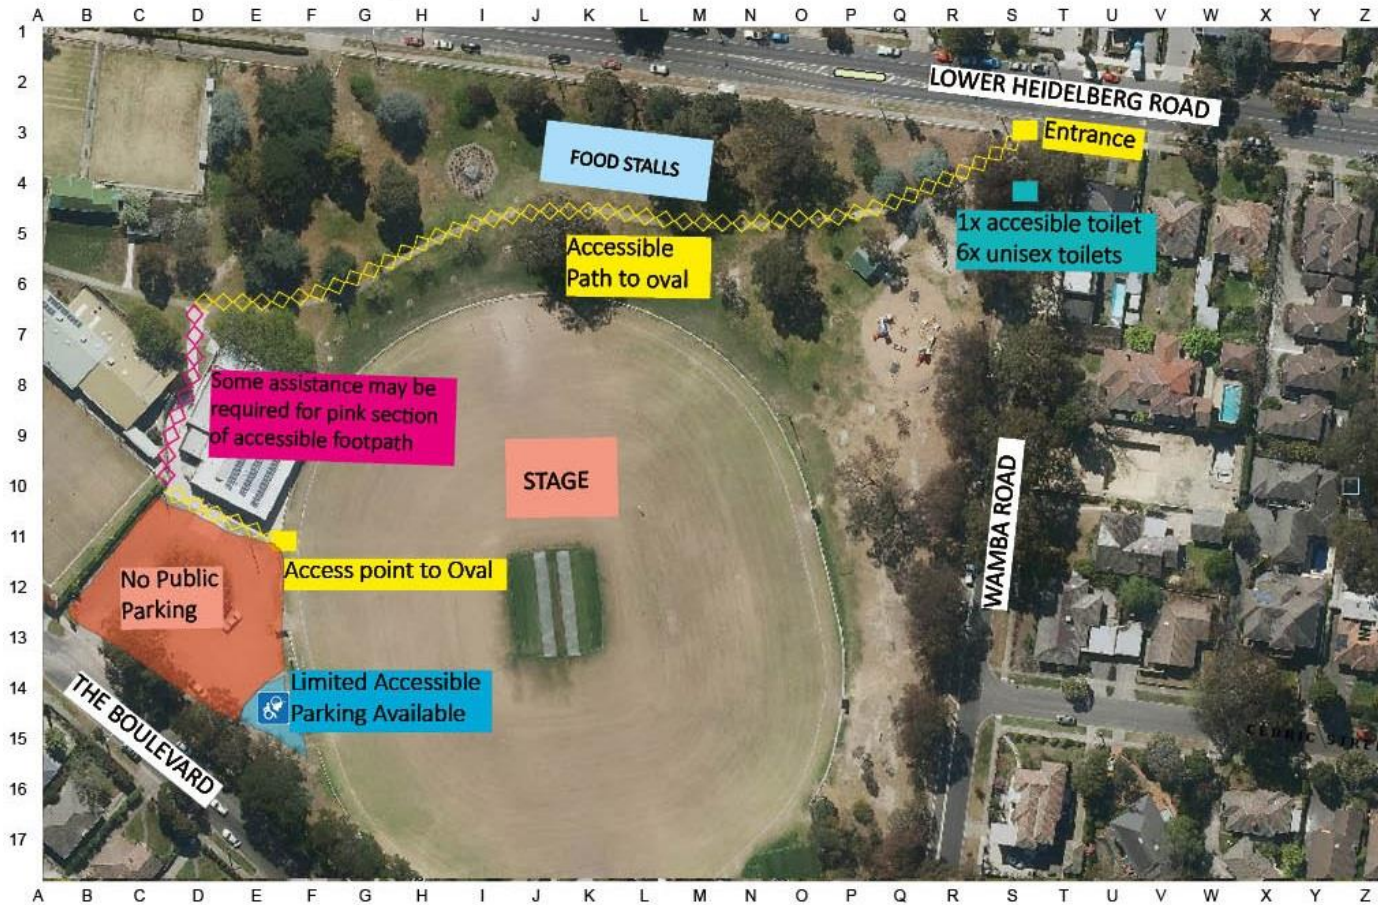 A B C D E F G H I J K L M N O P Q R S T U V W X Y Z
1
2
LOWER HEIDELBERG ROAD
3
Entrance
FOOD STALLS
4
1x accesible toilet
6x unisex toilets
5
Accessible
Path to oval
6
7
8
Some assistance may be
required for pink section
of accessible footpath
9
STAGE
10
WAMBA ROAD
11
Access point to Oval
No Public
Parking
12
13
14
Limited Accessible
Parking Available
THE BOULEVARD
15
CEDRIC STREE
16
17
A B C D E F G H I J K L M N O P Q R S T U V W X Y Z